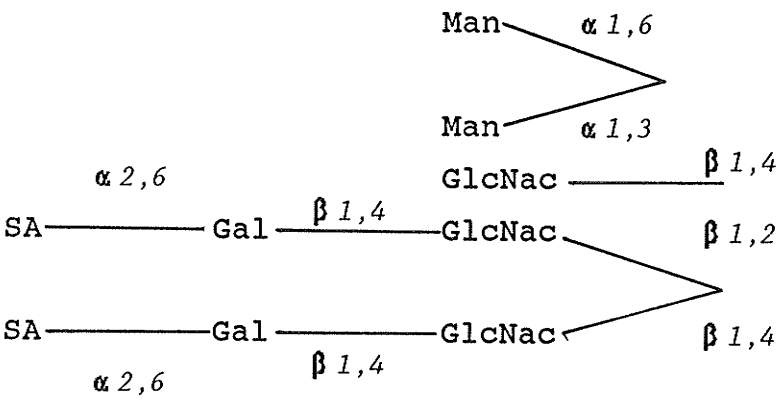 Man α 1,6
Man α 1,3
α 2,6 GlcNac β 1,4
SA Gal β 1,4 GlcNac β 1,2
SA Gal GlcNac β 1,4
α 2,6 β 1,4